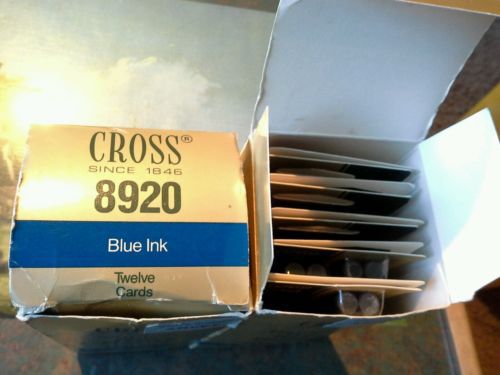 CROSS®
SINCE 1846
8920
Blue Ink
Twelve
Cards